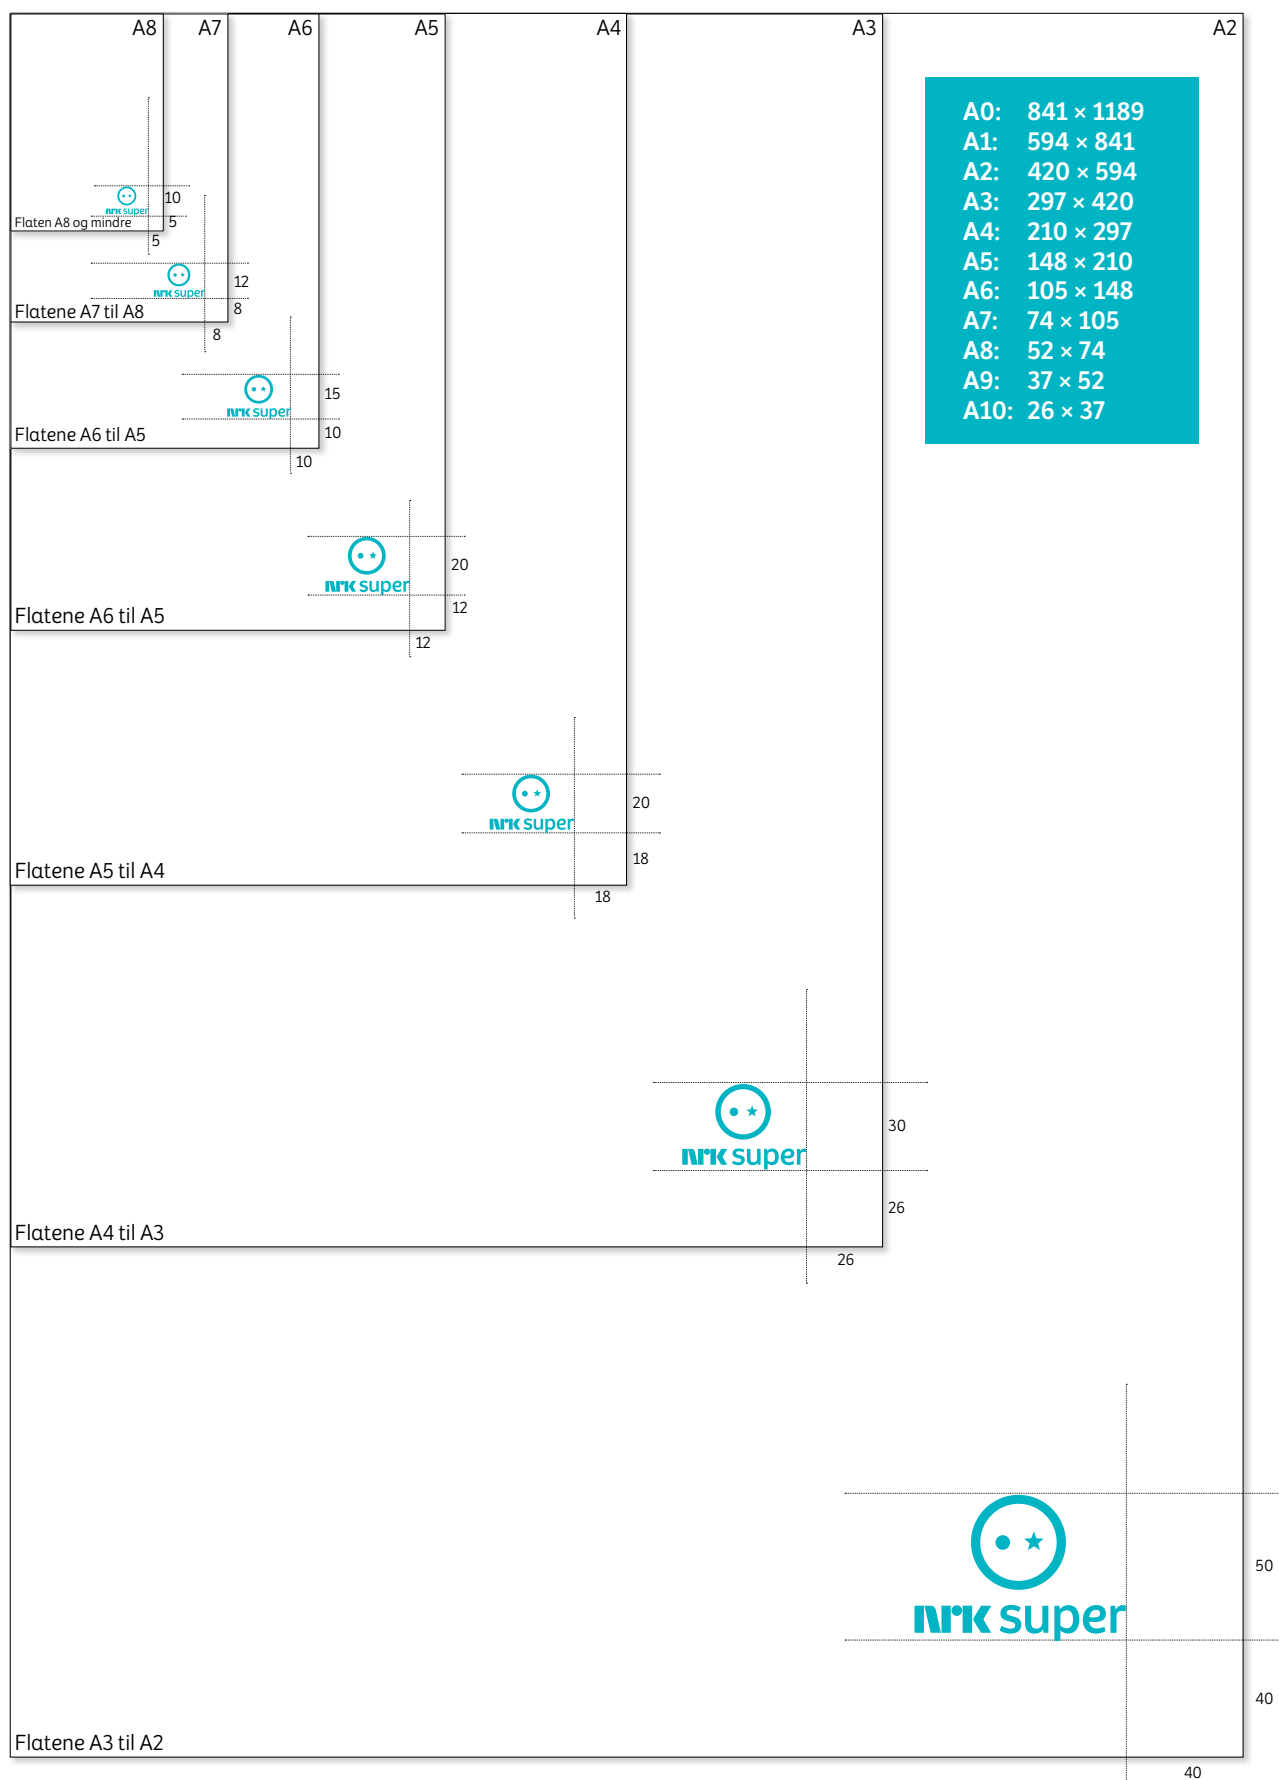 A8
A7
A6
A5
A4
A3
A2
A0: 841 × 1189
A1: 594 × 841
A2: 420 × 594
A3: 297 × 420
A4: 210 × 297
A5: 148 × 210
A6: 105 × 148
A7: 74 × 105
A8: 52 × 74
A9: 37 × 52
A10: 26 × 37
10
nrk super
Flaten A8 og mindre
5
5
12
nrk super
Flatene A7 til A8
8
8
15
nrk super
Flatene A6 til A5
10
10
20
nrk super
12
Flatene A6 til A5
12
20
nrk super
18
Flatene A5 til A4
18
30
nrk super
26
Flatene A4 til A3
26
50
nrk super
40
Flatene A3 til A2
40